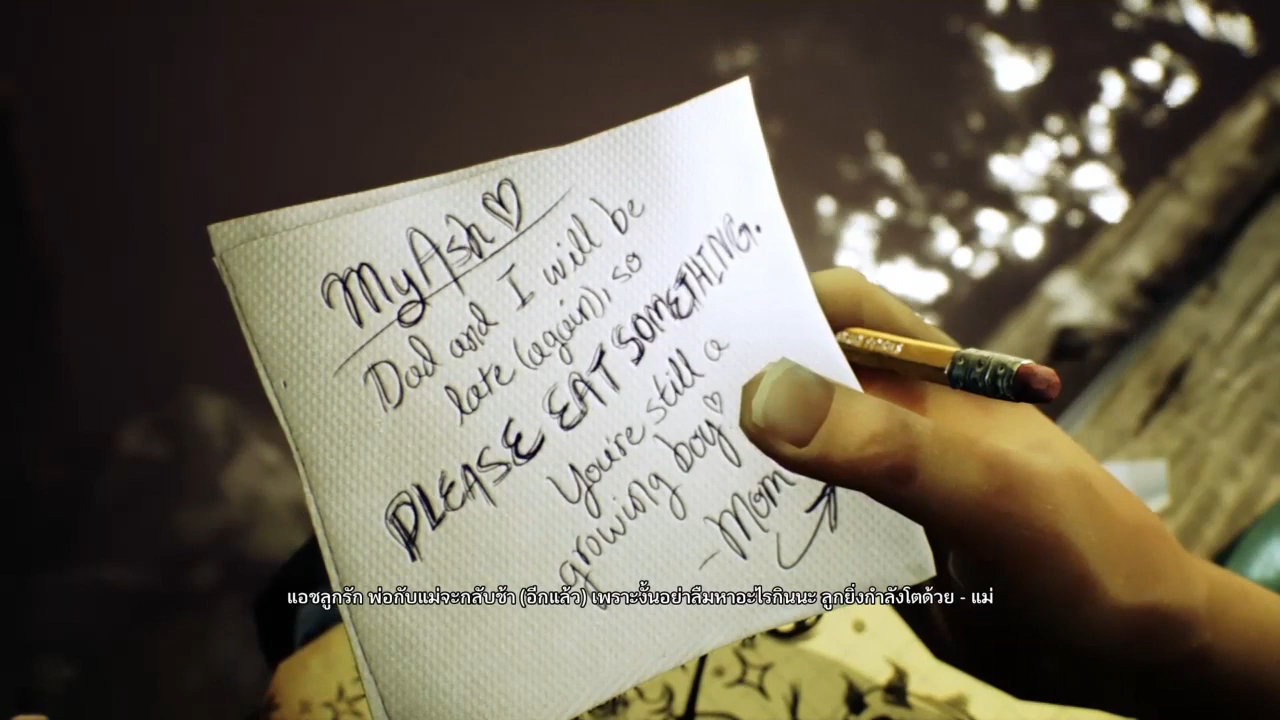 My Ash♡
Dad and I will be
late (again), so
PLEASE EAT SOMETHING.
You're still a
growing boy♡
-Mom
แอชลูกรัก พ่อกับแม่จะกลับช้า (อีกแล้ว) เพราะงั้นอย่าลืมหาอะไรกินนะ ลูกยิ่งกำลังโตด้วย - แม่